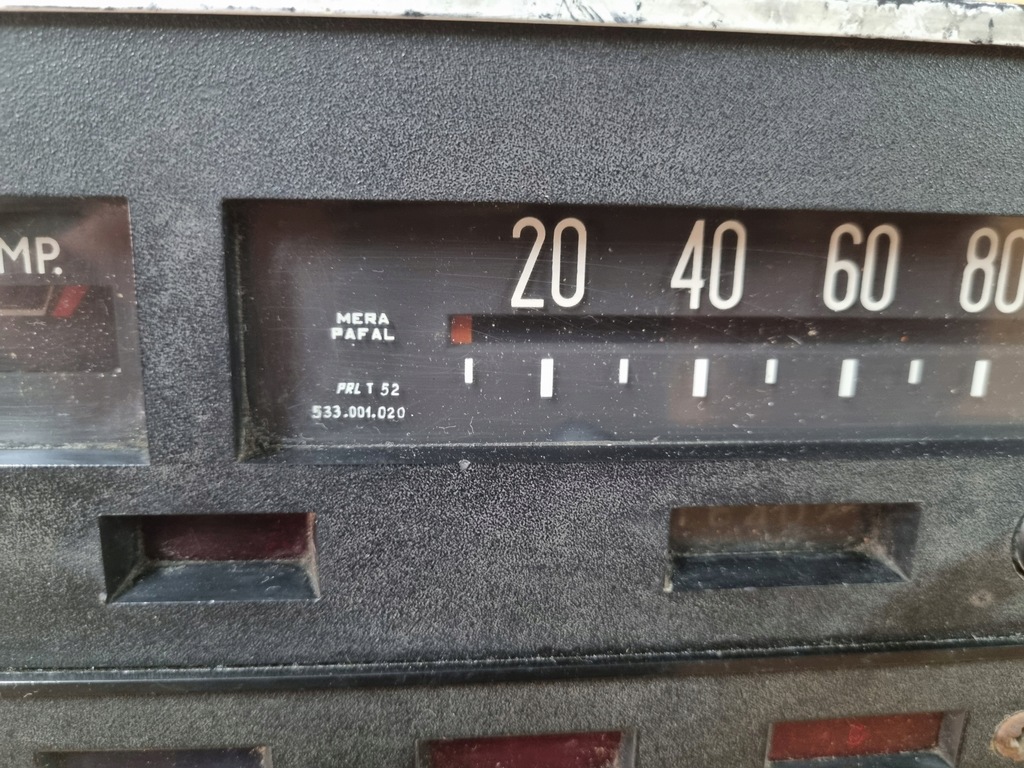 MP.
20 40 60 80
MERA
PAFAL
PRL T 52
533.001.020